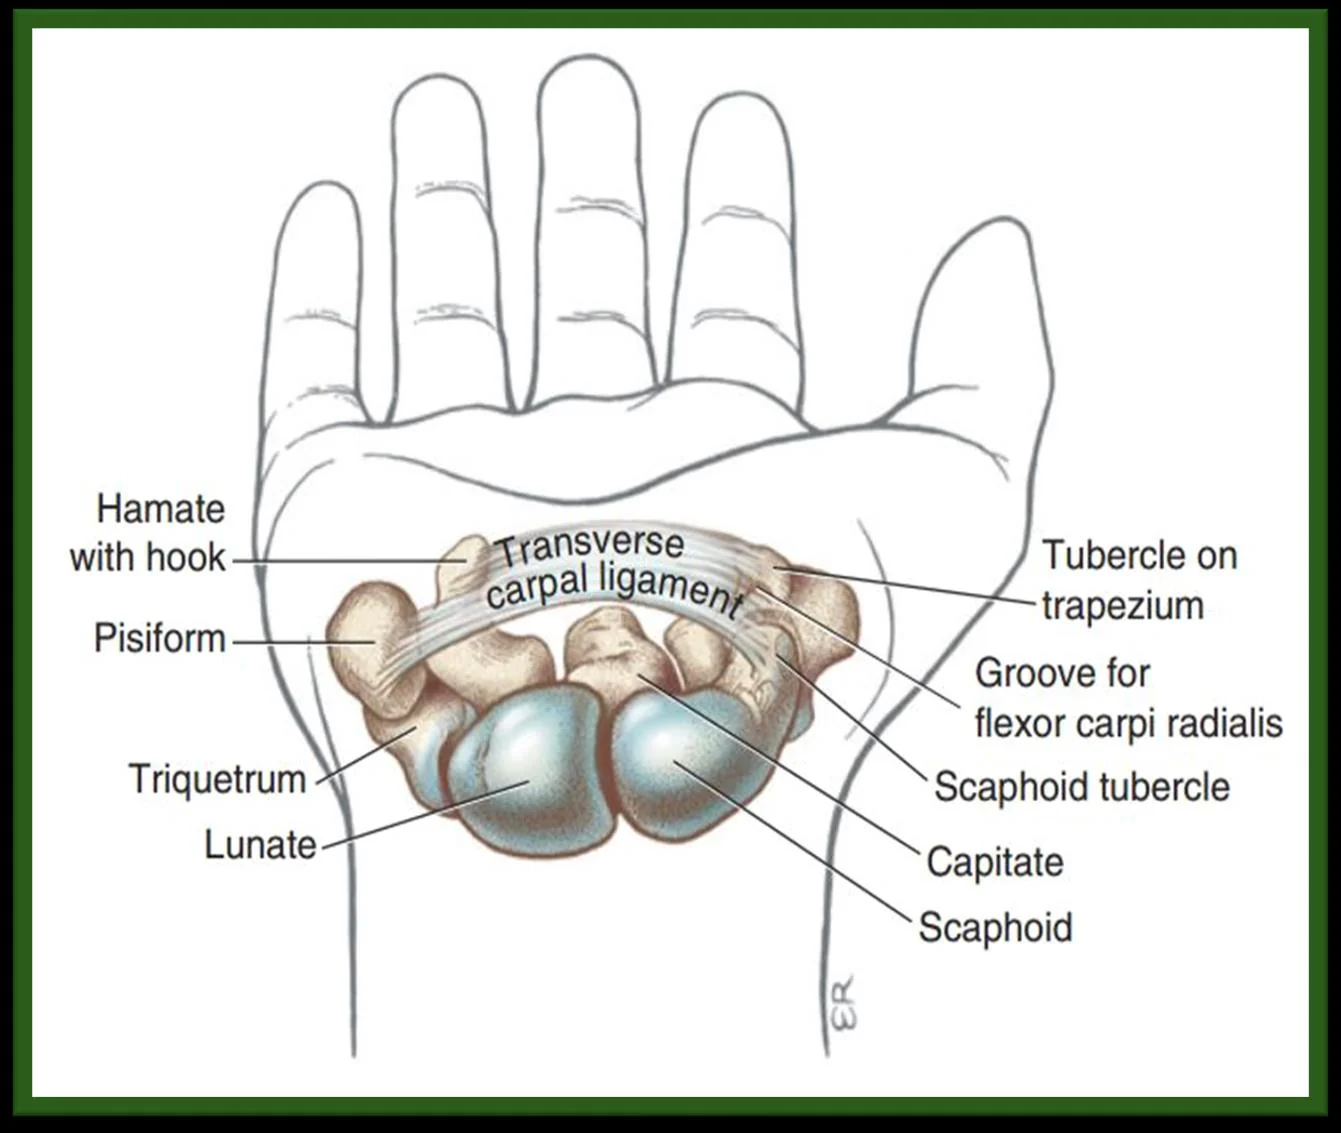 Hamate
with hook
Pisiform
Triquetrum
Lunate
Transverse
carpal ligament
Tubercle on
trapezium
Groove for
flexor carpi radialis
Scaphoid tubercle
Capitate
Scaphoid
ER